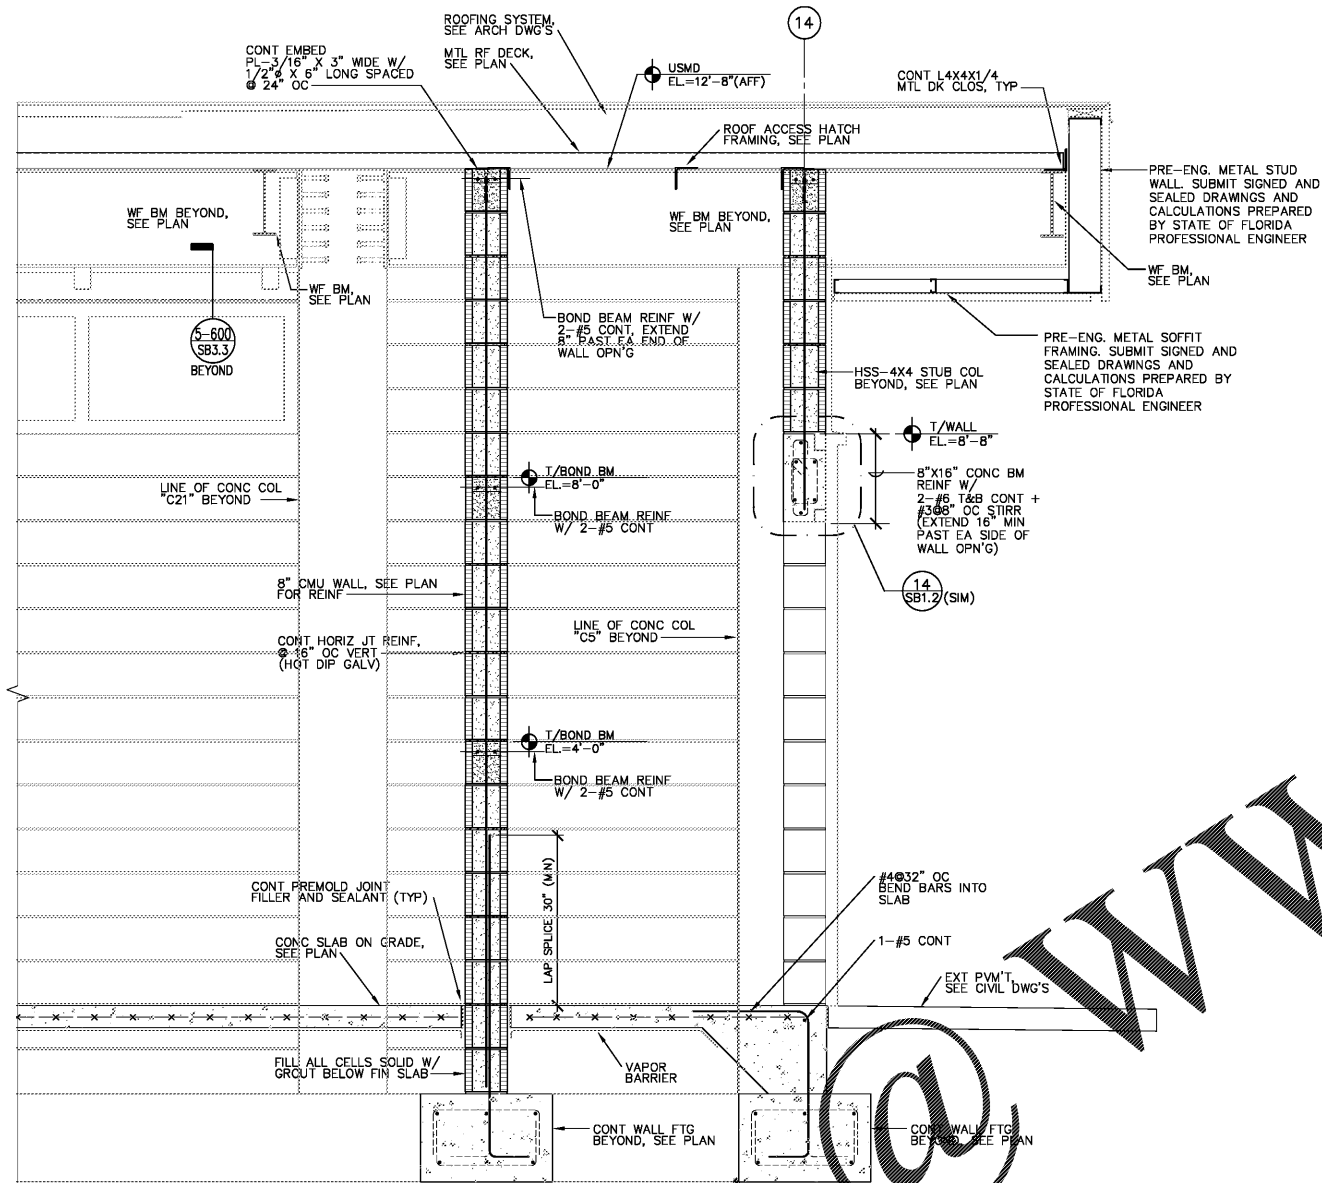 ROOFING SYSTEM,
SEE ARCH DWG'S
14
CONT EMBED
PL-3/16" X 3" WIDE W/
1/2"ø X 6" LONG SPACED
@ 24" OC
MTL RF DECK,
SEE PLAN
USMD
EL.=12'-8"(AFF)
CONT L4X4X1/4
MTL DK CLOS, TYP
ROOF ACCESS HATCH
FRAMING, SEE PLAN
PRE-ENG. METAL STUD
WALL. SUBMIT SIGNED AND
SEALED DRAWINGS AND
CALCULATIONS PREPARED
BY STATE OF FLORIDA
PROFESSIONAL ENGINEER
WF BM BEYOND,
SEE PLAN
WF BM BEYOND,
SEE PLAN
WF BM,
SEE PLAN
WF BM,
SEE PLAN
5-600
SB3.3
BEYOND
BOND BEAM REINF W/
2-#5 CONT, EXTEND
8" PAST EA END OF
WALL OPN'G
PRE-ENG. METAL SOFFIT
FRAMING. SUBMIT SIGNED AND
SEALED DRAWINGS AND
CALCULATIONS PREPARED BY
STATE OF FLORIDA
PROFESSIONAL ENGINEER
HSS-4X4 STUB COL
BEYOND, SEE PLAN
T/WALL
EL.=8'-8"
T/BOND BM
EL.=8'-0"
8"X16" CONC BM
REINF W/
2-#6 T&B CONT +
#3@8" OC STIRR
(EXTEND 16" MIN
PAST EA SIDE OF
WALL OPN'G)
LINE OF CONC COL
"C21" BEYOND
BOND BEAM REINF
W/ 2-#5 CONT
8" CMU WALL, SEE PLAN
FOR REINF
14
SB1.2 (SIM)
LINE OF CONC COL
"C5" BEYOND
CONT HORIZ JT REINF,
@ 16" OC VERT
(HOT DIP GALV)
T/BOND BM
EL.=4'-0"
BOND BEAM REINF
W/ 2-#5 CONT
LAP SPLICE 30" (MIN)
CONT PREMOLD JOINT
FILLER AND SEALANT (TYP)
#4@32" OC
BEND BARS INTO
SLAB
CONC SLAB ON GRADE,
SEE PLAN
1-#5 CONT
EXT PVM'T,
SEE CIVIL DWG'S
FILL ALL CELLS SOLID W/
GROUT BELOW FIN SLAB
VAPOR
BARRIER
CONT WALL FTG
BEYOND, SEE PLAN
CONT WALL FTG
BEYOND, SEE PLAN
@ W